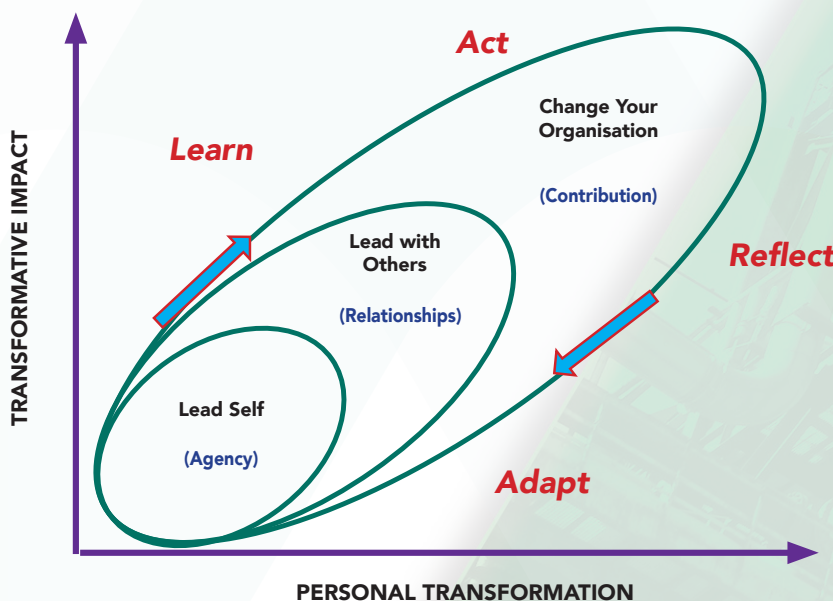 Act
Learn
Change Your
Organisation
(Contribution)
Lead with
Others
(Relationships)
Reflect
Lead Self
(Agency)
Adapt
TRANSFORMATIVE IMPACT
PERSONAL TRANSFORMATION